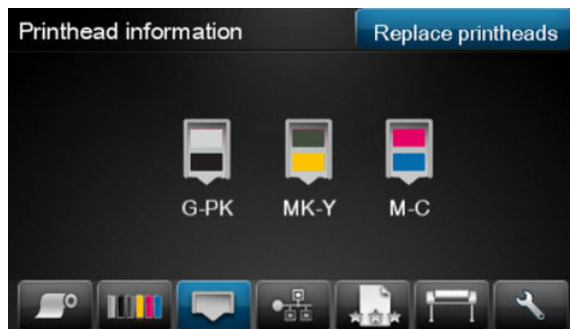 Printhead information
Replace printheads
G-PK
MK-Y
M-C